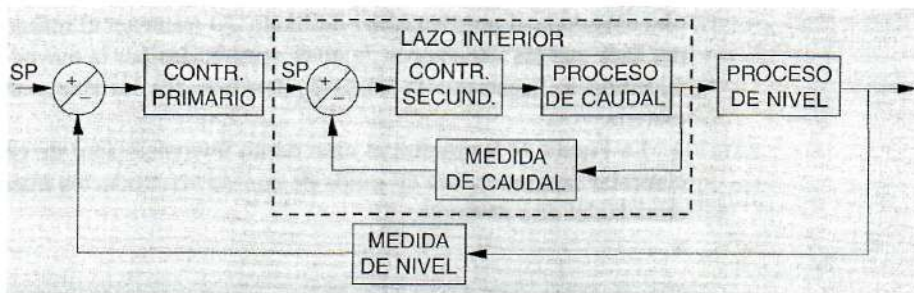 LAZO INTERIOR
SP
+
−
CONTR.
PRIMARIO
SP
+
−
CONTR.
SECUND.
PROCESO
DE CAUDAL
PROCESO
DE NIVEL
MEDIDA
DE CAUDAL
MEDIDA
DE NIVEL